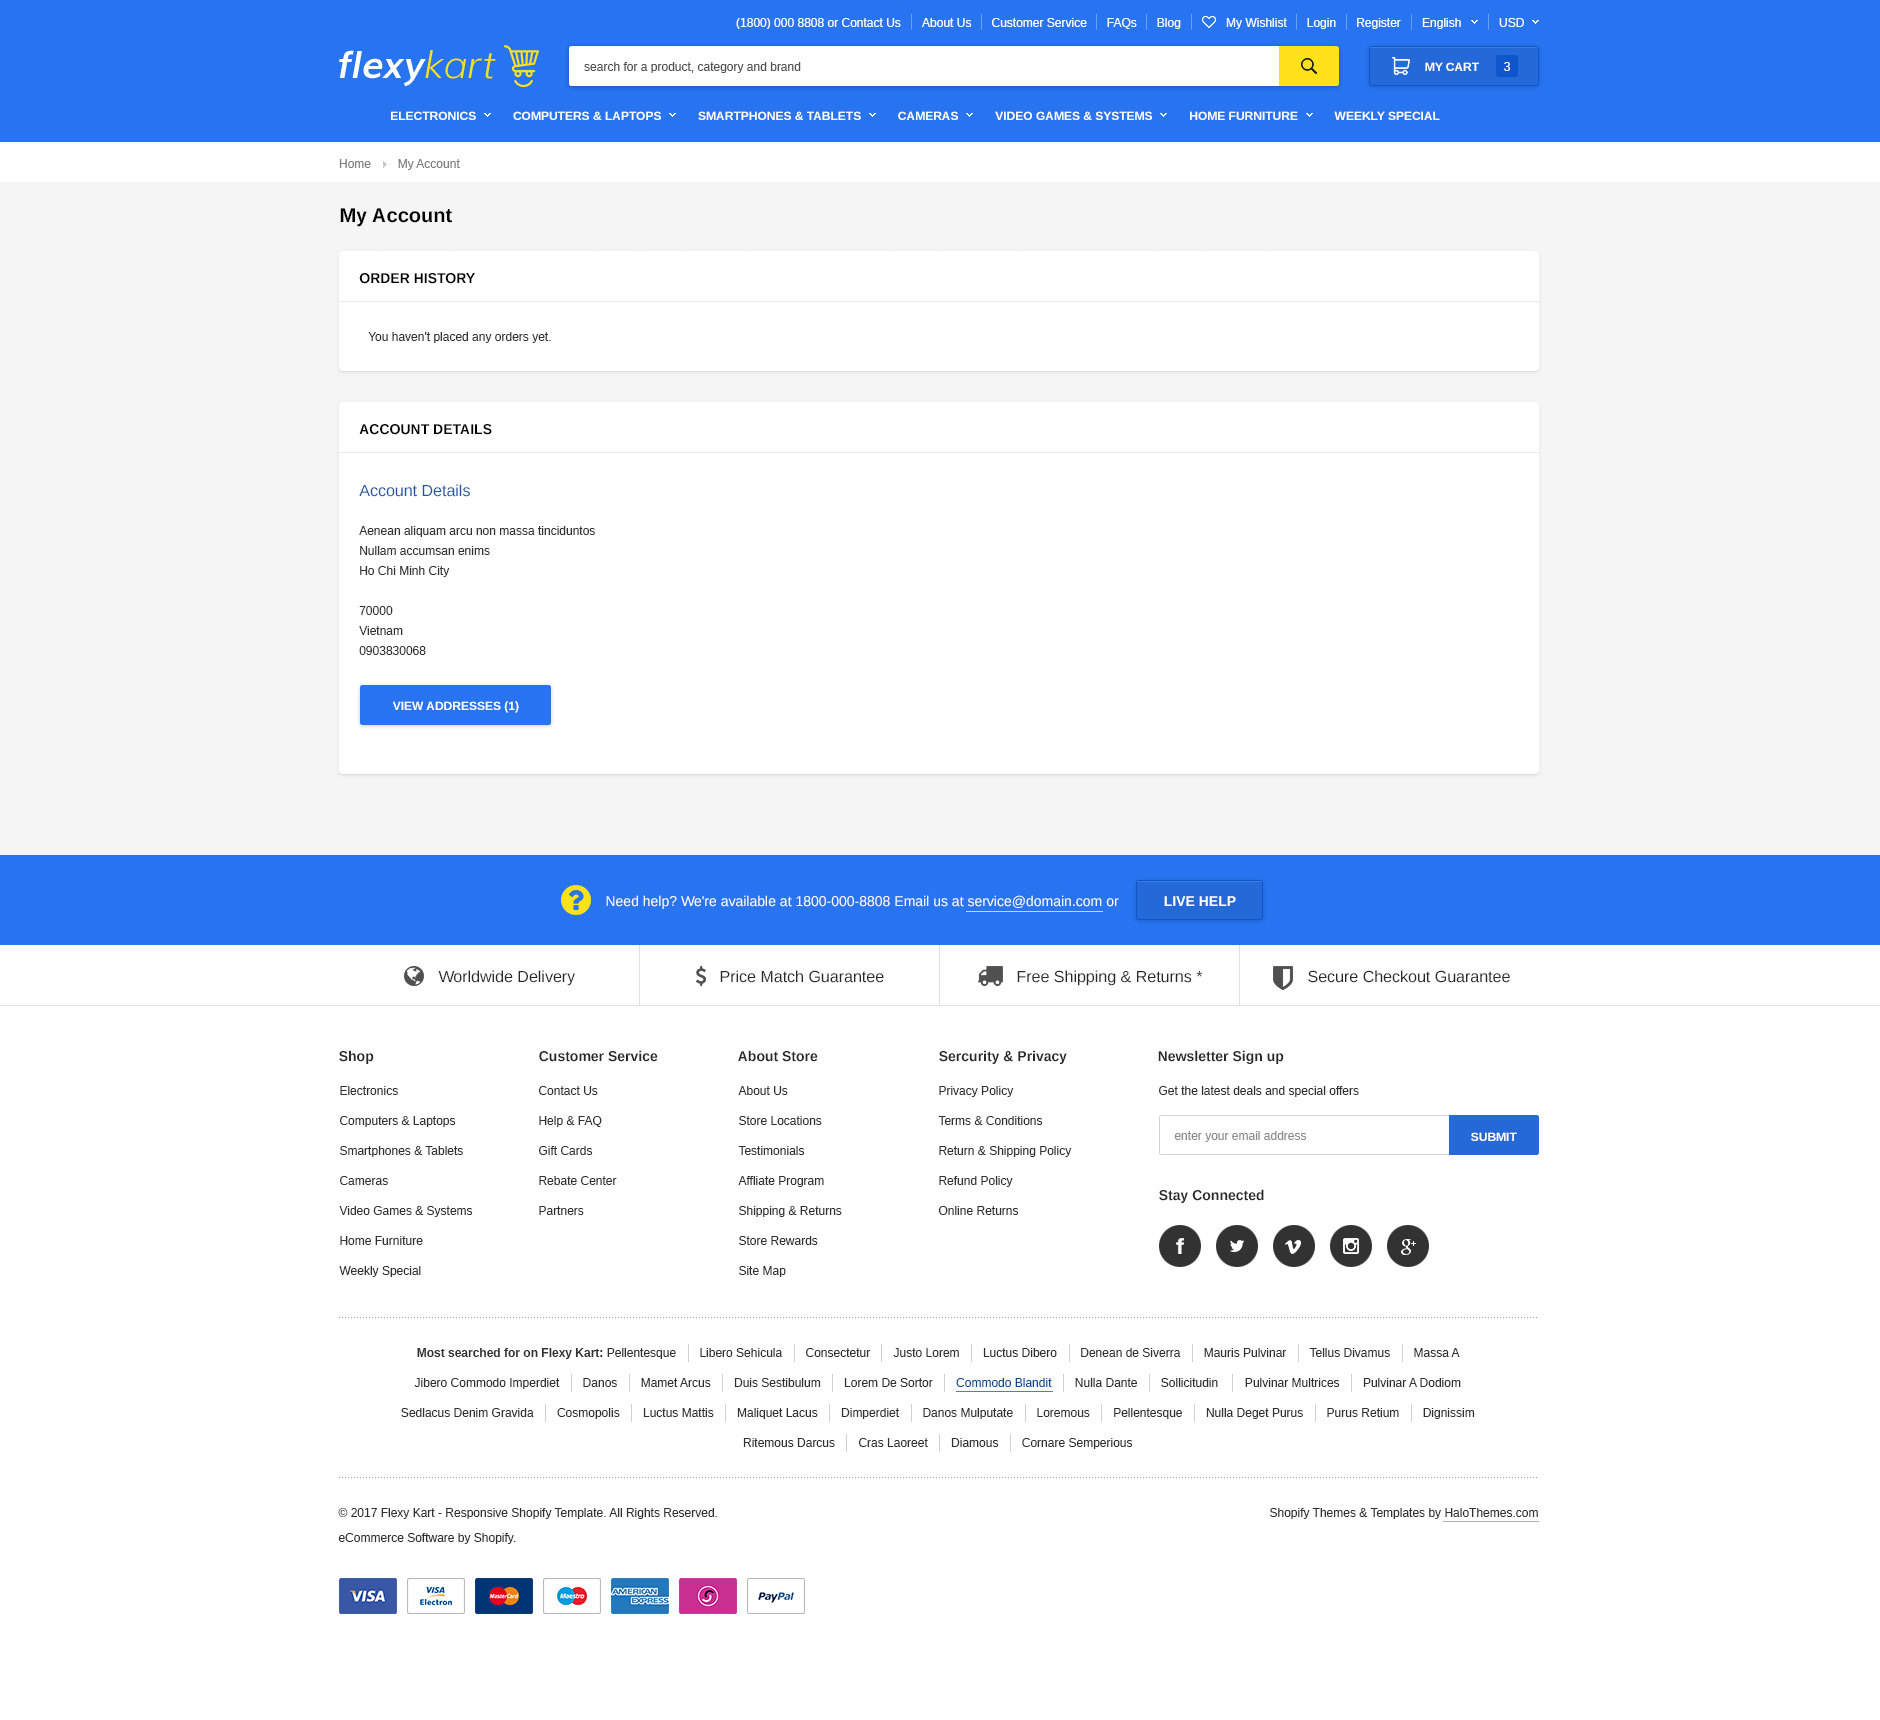 (1800) 000 8808 or Contact Us About Us Customer Service FAQs Blog My Wishlist Login Register English USD
flexykart
search for a product, category and brand
MY CART 3
ELECTRONICS COMPUTERS & LAPTOPS SMARTPHONES & TABLETS CAMERAS VIDEO GAMES & SYSTEMS HOME FURNITURE WEEKLY SPECIAL
Home My Account
My Account
ORDER HISTORY
You haven't placed any orders yet.
ACCOUNT DETAILS
Account Details
Aenean aliquam arcu non massa tinciduntos
Nullam accumsan enims
Ho Chi Minh City
70000
Vietnam
0903830068
VIEW ADDRESSES (1)
Need help? We're available at 1800-000-8808 Email us at service@domain.com or LIVE HELP
Worldwide Delivery
Price Match Guarantee
Free Shipping & Returns *
Secure Checkout Guarantee
Shop
Electronics
Computers & Laptops
Smartphones & Tablets
Cameras
Video Games & Systems
Home Furniture
Weekly Special
Customer Service
Contact Us
Help & FAQ
Gift Cards
Rebate Center
Partners
About Store
About Us
Store Locations
Testimonials
Affliate Program
Shipping & Returns
Store Rewards
Site Map
Sercurity & Privacy
Privacy Policy
Terms & Conditions
Return & Shipping Policy
Refund Policy
Online Returns
Newsletter Sign up
Get the latest deals and special offers
enter your email address
SUBMIT
Stay Connected
Most searched for on Flexy Kart: Pellentesque Libero Sehicula Consectetur Justo Lorem Luctus Dibero Denean de Siverra Mauris Pulvinar Tellus Divamus Massa A
Jibero Commodo Imperdiet Danos Mamet Arcus Duis Sestibulum Lorem De Sortor Commodo Blandit Nulla Dante Sollicitudin Pulvinar Multrices Pulvinar A Dodiom
Sedlacus Denim Gravida Cosmopolis Luctus Mattis Maliquet Lacus Dimperdiet Danos Mulputate Loremous Pellentesque Nulla Deget Purus Purus Retium Dignissim
Ritemous Darcus Cras Laoreet Diamous Cornare Semperious
© 2017 Flexy Kart - Responsive Shopify Template. All Rights Reserved.
eCommerce Software by Shopify.
Shopify Themes & Templates by HaloThemes.com
VISA
VISA
Electron
MasterCard
Maestro
AMERICAN
EXPRESS
PayPal